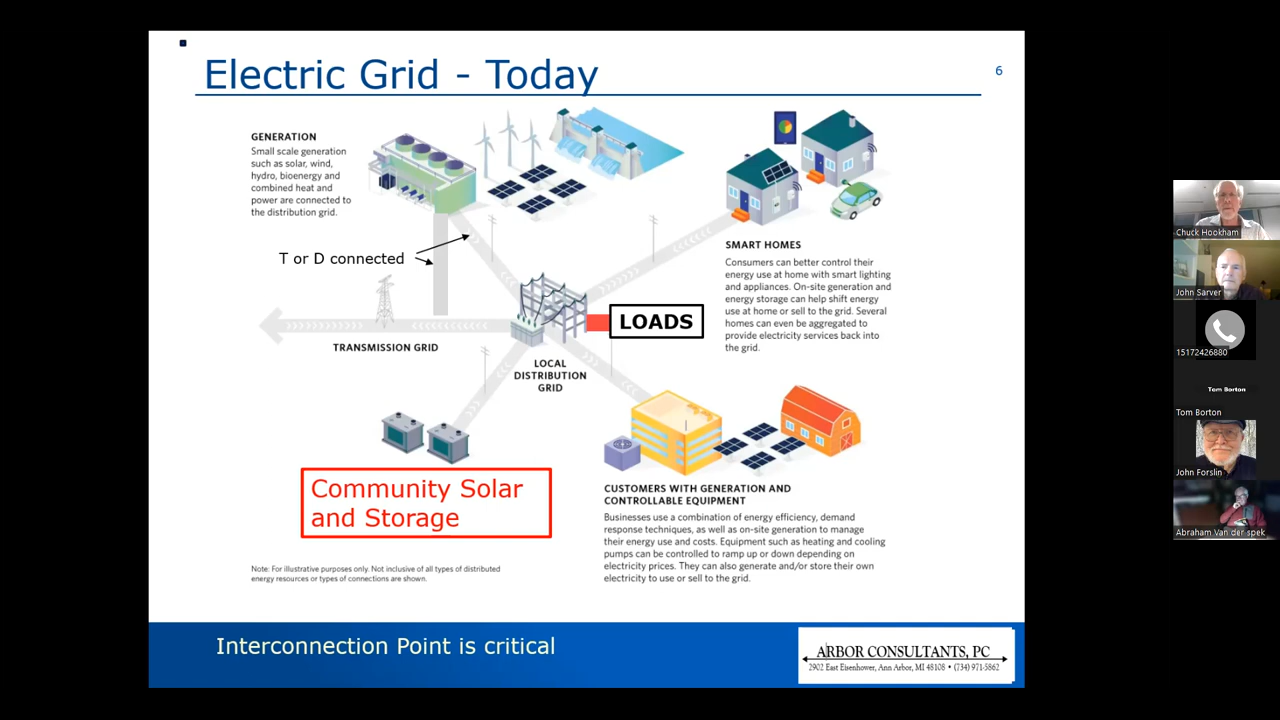 Electric Grid - Today
6
GENERATION
Small scale generation
such as solar, wind,
hydro, bioenergy and
combined heat and
power are connected to
the distribution grid.
T or D connected
TRANSMISSION GRID
LOCAL
DISTRIBUTION
GRID
LOADS
SMART HOMES
Consumers can better control their
energy use at home with smart lighting
and appliances. On-site generation and
energy storage can help shift energy
use at home or sell to the grid. Several
homes can even be aggregated to
provide electricity services back into
the grid.
Community Solar
and Storage
CUSTOMERS WITH GENERATION AND
CONTROLLABLE EQUIPMENT
Businesses use a combination of energy efficiency, demand
response techniques, as well as on-site generation to manage
their energy use and costs. Equipment such as heating and cooling
pumps can be controlled to ramp up or down depending on
electricity prices. They can also generate and/or store their own
electricity to use or sell to the grid.
Note: For illustrative purposes only. Not inclusive of all types of distributed
energy resources or types of connections are shown.
Interconnection Point is critical
ARBOR CONSULTANTS, PC
2902 East Eisenhower, Ann Arbor, MI 48108 • (734) 971-5862
Chuck Hookham
John Sarver
15172426880
Tom Borton
Tom Borton
John Forslin
Abraham Van der spek